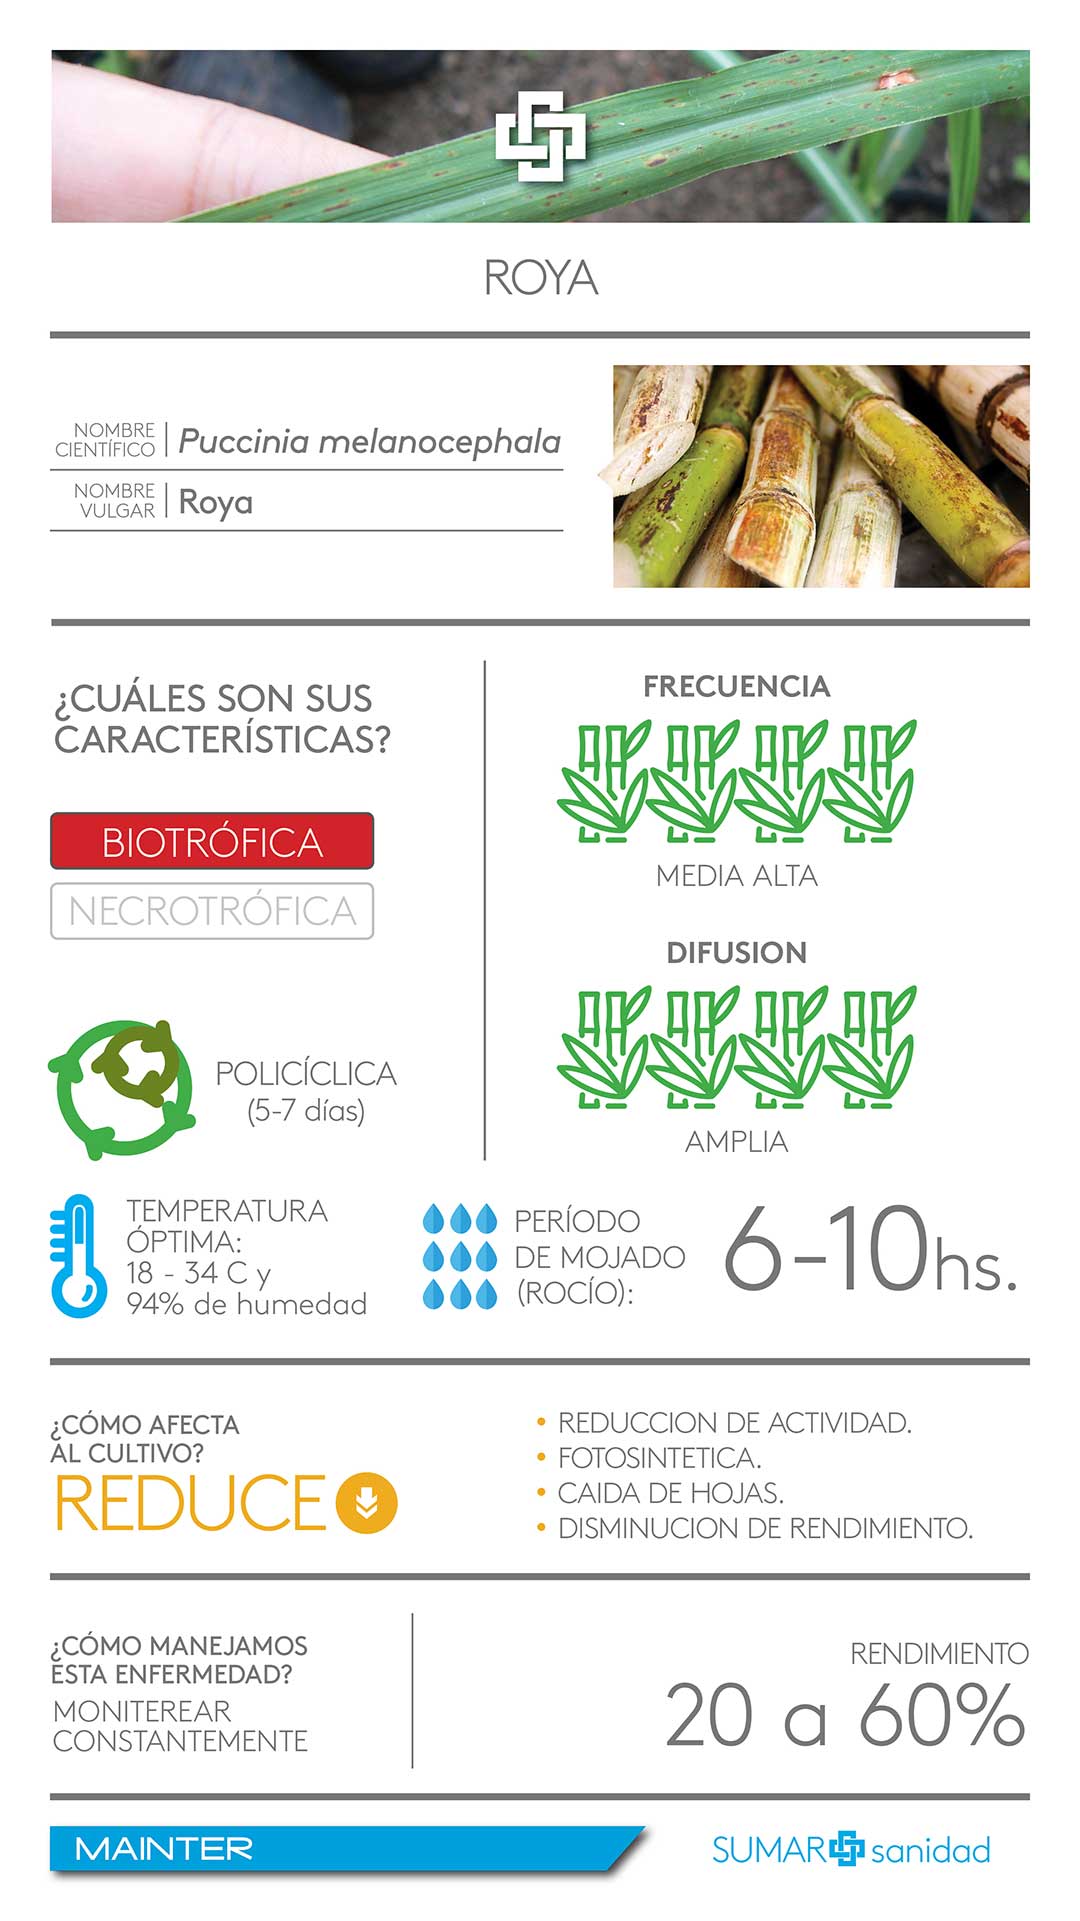 ROYA
NOMBRE
CIENTÍFICO
Puccinia melanocephala
NOMBRE
VULGAR
Roya
¿CUÁLES SON SUS
CARACTERÍSTICAS?
BIOTRÓFICA
NECROTRÓFICA
POLICÍCLICA
(5-7 días)
FRECUENCIA
MEDIA ALTA
DIFUSION
AMPLIA
TEMPERATURA
ÓPTIMA:
18 - 34 C y
94% de humedad
PERÍODO
DE MOJADO
(ROCÍO):
6-10hs.
¿CÓMO AFECTA
AL CULTIVO?
REDUCE
• REDUCCION DE ACTIVIDAD.
• FOTOSINTETICA.
• CAIDA DE HOJAS.
• DISMINUCION DE RENDIMIENTO.
¿CÓMO MANEJAMOS
ESTA ENFERMEDAD?
MONITEREAR
CONSTANTEMENTE
RENDIMIENTO
20 a 60%
MAINTER
SUMAR sanidad